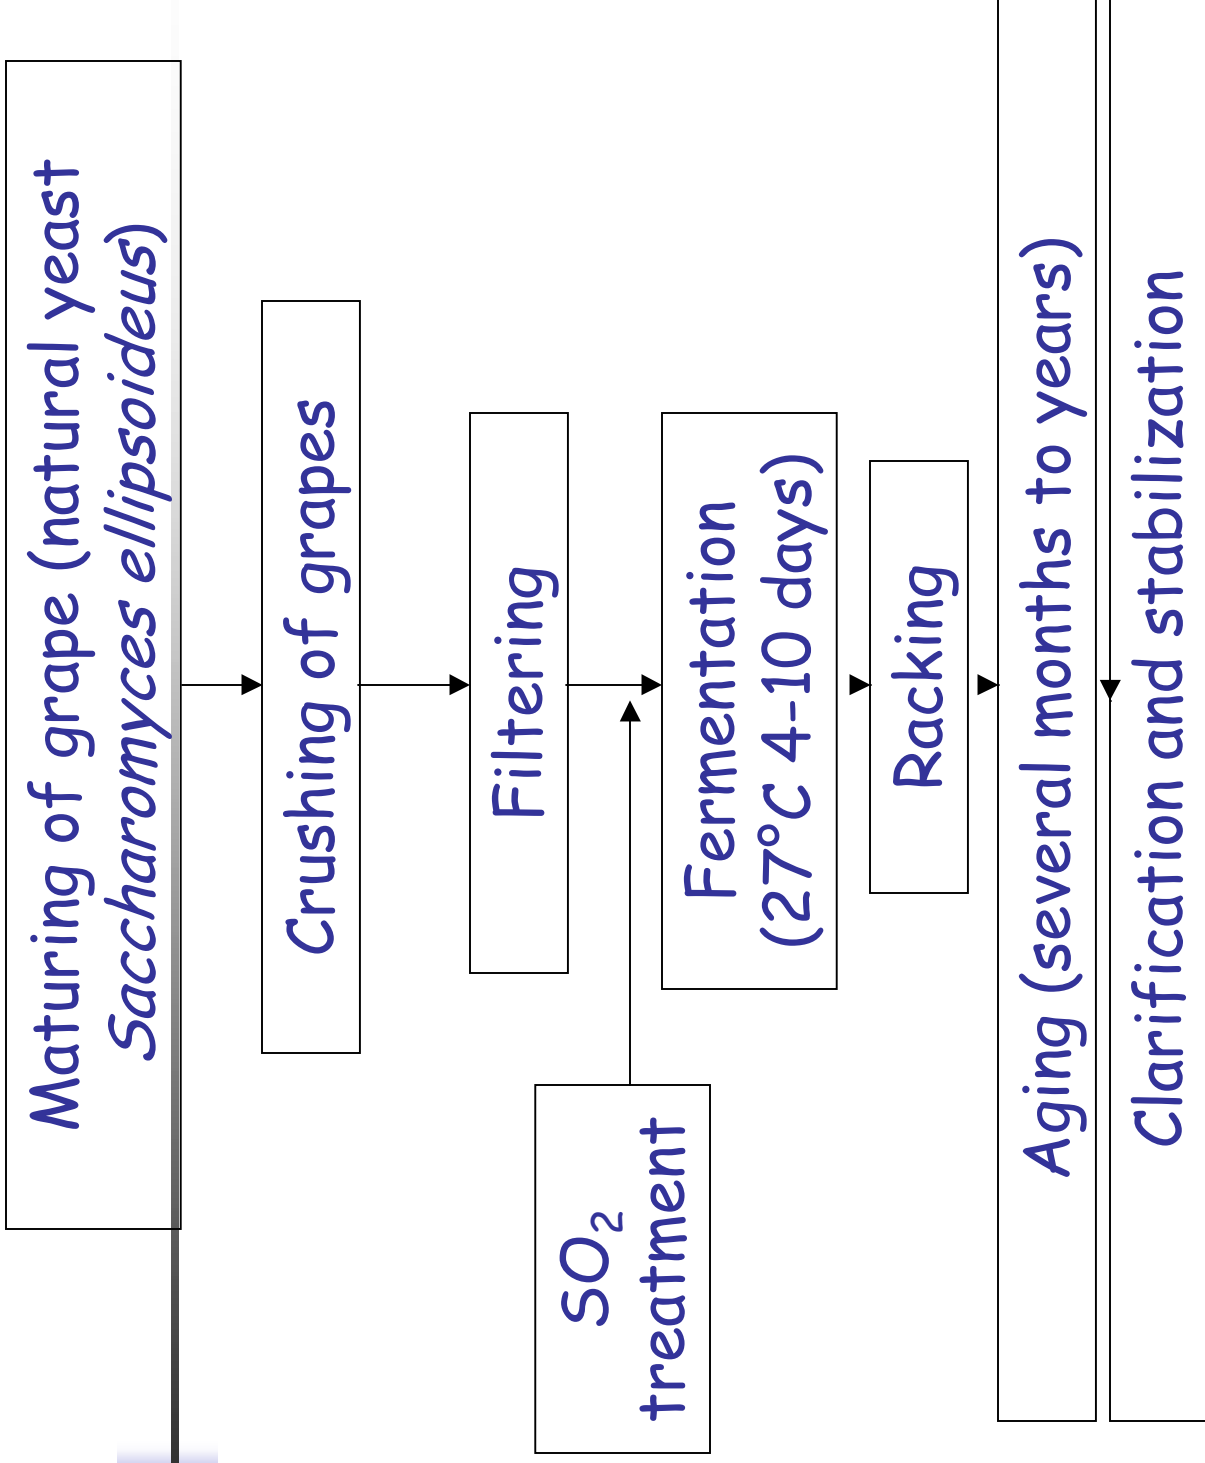 Maturing of grape (natural yeast
Saccharomyces ellipsoideus)
Crushing of grapes
Filtering
SO₂
treatment
Fermentation
(27°C 4-10 days)
Racking
Aging (several months to years)
Clarification and stabilization